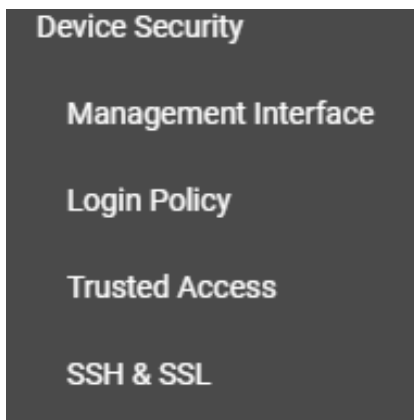 Device Security
Management Interface
Login Policy
Trusted Access
SSH & SSL